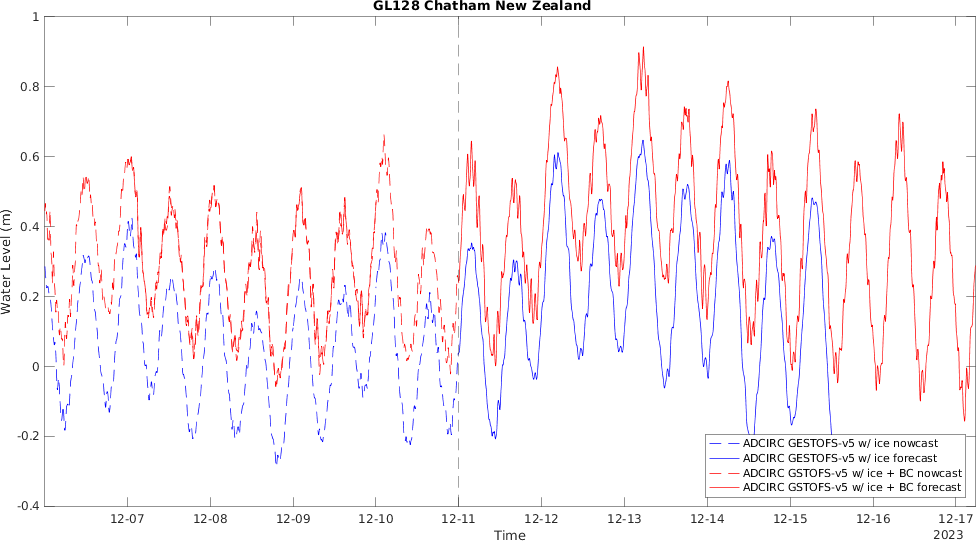 GL128 Chatham New Zealand
1
0.8
0.6
0.4
0.2
0
-0.2
-0.4
Water Level (m)
ADCIRC GESTOFS-v5 w/ ice nowcast
ADCIRC GESTOFS-v5 w/ ice forecast
ADCIRC GSTOFS-v5 w/ ice + BC nowcast
ADCIRC GSTOFS-v5 w/ ice + BC forecast
12-07 12-08 12-09 12-10 12-11 12-12 12-13 12-14 12-15 12-16 12-17
Time
2023